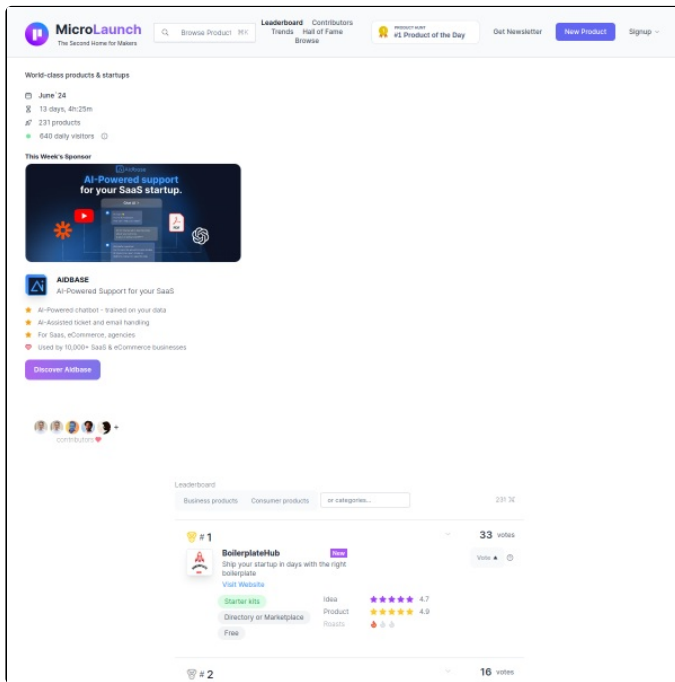 MicroLaunch
The Second Home for Makers
Browse Product ⌘K
Leaderboard Contributors
Trends Hall of Fame
Browse
PRODUCT HUNT
#1 Product of the Day
Get Newsletter
New Product
Signup
World-class products & startups
June`24
13 days, 4h:25m
231 products
640 daily visitors
This Week's Sponsor
AI-Powered support
for your SaaS startup.
PDF
AIDBASE
AI-Powered Support for your SaaS
AI-Powered chatbot - trained on your data
AI-Assisted ticket and email handling
For Saas, eCommerce, agencies
Used by 10,000+ SaaS & eCommerce businesses
Discover Aidbase
+
contributors
Leaderboard
Business products Consumer products or categories... 231
# 1 33 votes
BoilerplateHub New
Ship your startup in days with the right
boilerplate
Vote ▲
Visit Website
Starter kits
Directory or Marketplace
Free
Idea 4.7
Product 4.9
Roasts
# 2 16 votes